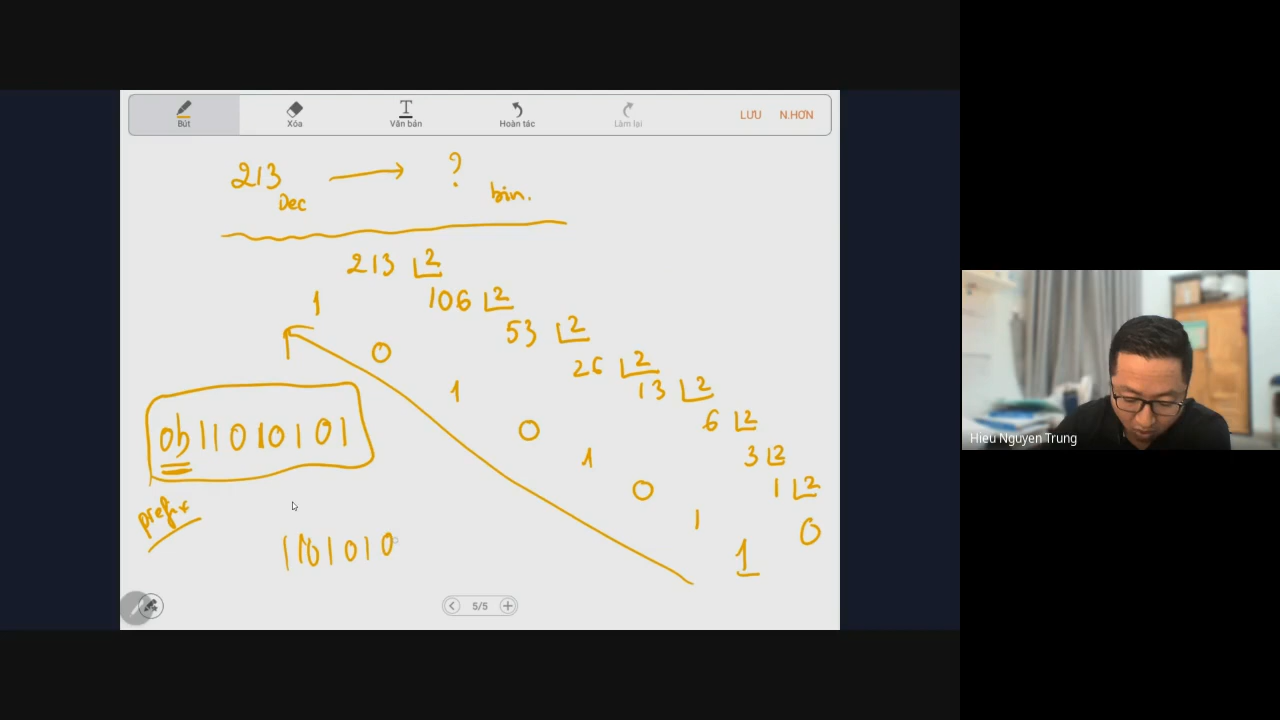 Bút Xóa Văn bản Hoàn tác Làm lại LƯU N.HƠN
213 Dec → ? bin.
213 2
1 106 2
53 2
0 26 2
1 13 2
0 6 2
0b11010101
1 3 2
0 1 2
prefix 1 0
1101010 1
5/5
Hieu Nguyen Trung